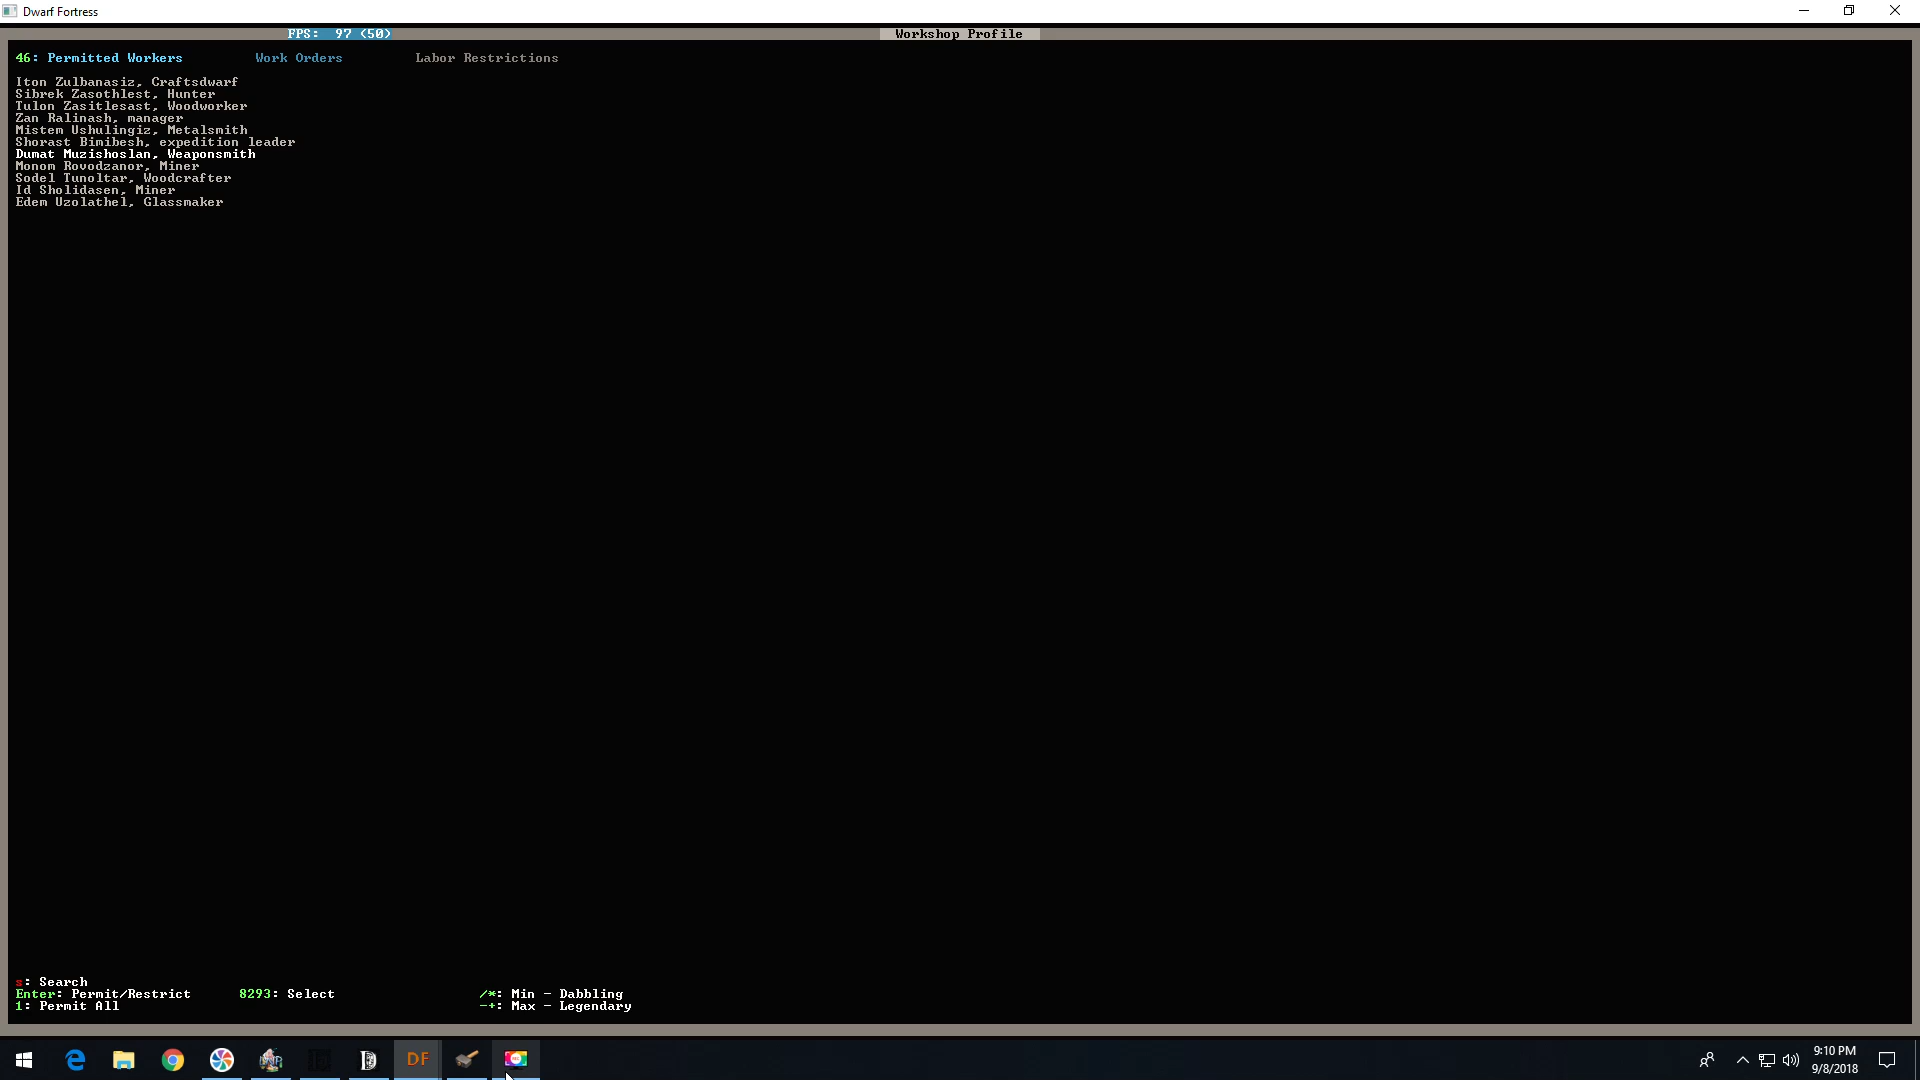 Dwarf Fortress
FPS:  97 (50)
Workshop Profile
46: Permitted Workers Work Orders Labor Restrictions
Iton Zulbanasiz, Craftsdwarf
Sibrek Zasothlest, Hunter
Tulon Zasitlesast, Woodworker
Zan Ralinash, manager
Mistem Ushulingiz, Metalsmith
Shorast Bimibesh, expedition leader
Dumat Muzishoslan, Weaponsmith
Monom Rovodzanor, Miner
Sodel Tunoltar, Woodcrafter
Id Sholidasen, Miner
Edem Uzolathel, Glassmaker
s: Search
Enter: Permit/Restrict 8293: Select /*: Min - Dabbling
1: Permit All -+: Max - Legendary
DF
9:10 PM
9/8/2018